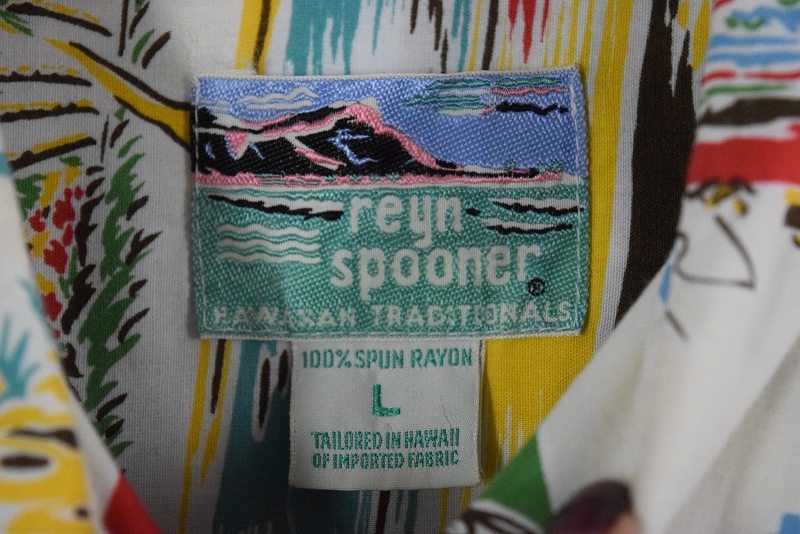 reyn
spooner®
HAWAIIAN TRADITIONALS
100% SPUN RAYON
L
TAILORED IN HAWAII
OF IMPORTED FABRIC